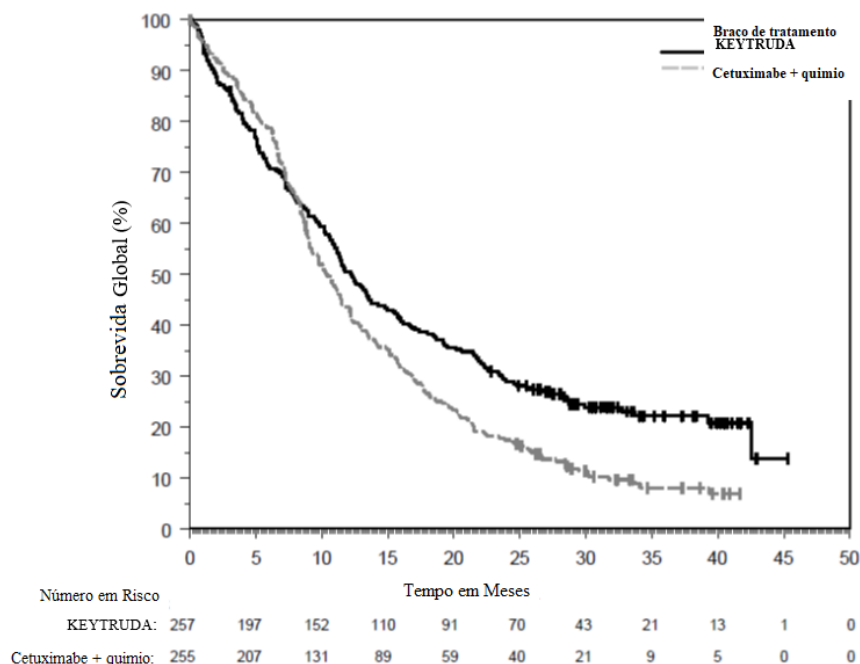 Braço de tratamento
KEYTRUDA
Cetuximabe + quimio
Sobrevida Global (%)
100
90
80
70
60
50
40
30
20
10
0
0 5 10 15 20 25 30 35 40 45 50
Tempo em Meses
Número em Risco
KEYTRUDA: 257 197 152 110 91 70 43 21 13 1 0
Cetuximabe + quimio: 255 207 131 89 59 40 21 9 5 0 0